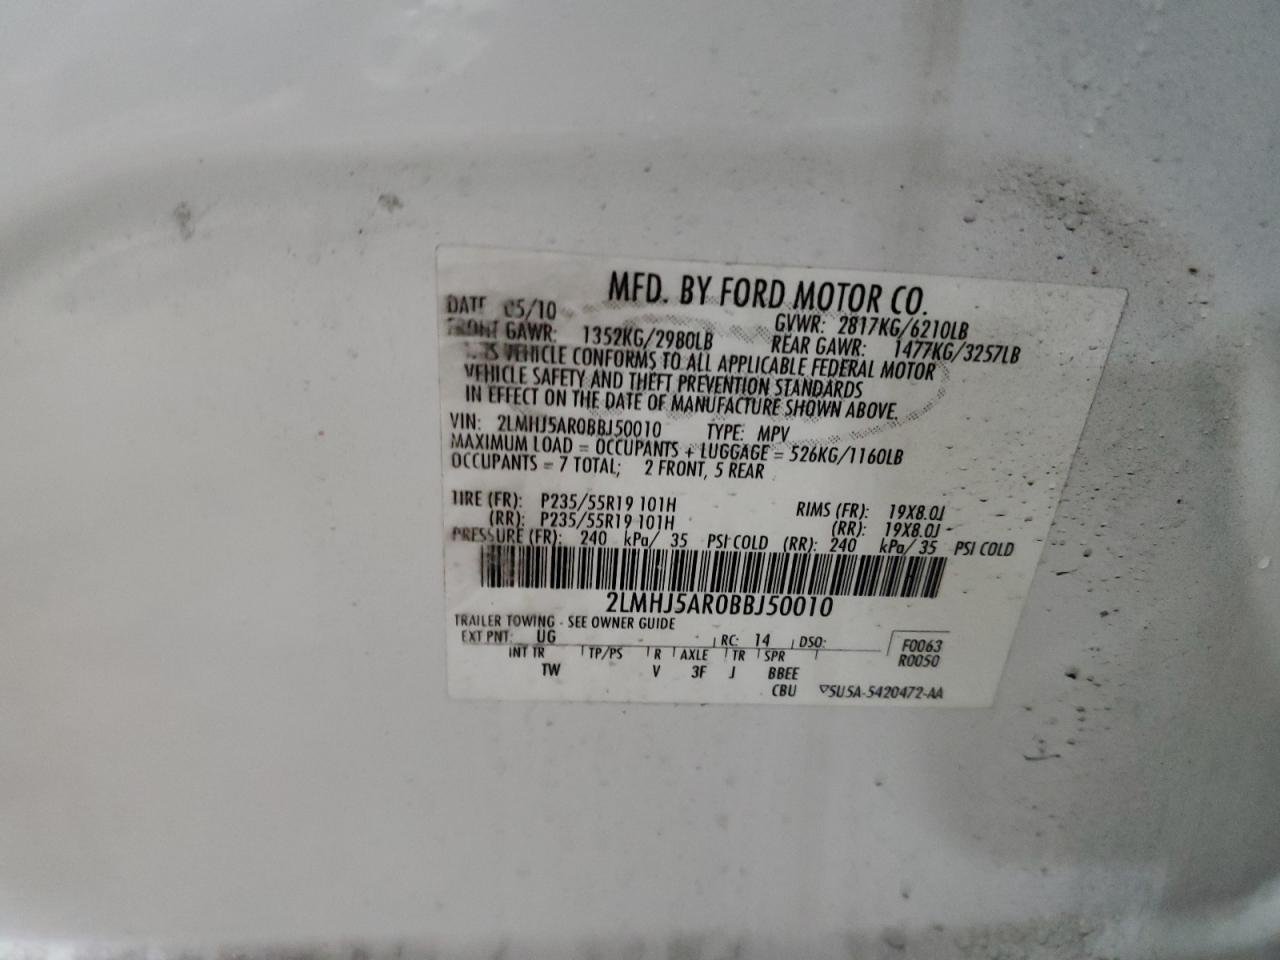 MFD. BY FORD MOTOR CO.
DATE 05/10 GVWR: 2817KG/6210LB
FRONT GAWR: 1352KG/2980LB REAR GAWR: 1477KG/3257LB
THIS VEHICLE CONFORMS TO ALL APPLICABLE FEDERAL MOTOR
VEHICLE SAFETY AND THEFT PREVENTION STANDARDS
IN EFFECT ON THE DATE OF MANUFACTURE SHOWN ABOVE.
VIN: 2LMHJ5AR0BBJ50010 TYPE: MPV
MAXIMUM LOAD = OCCUPANTS + LUGGAGE = 526KG/1160LB
OCCUPANTS = 7 TOTAL; 2 FRONT, 5 REAR
TIRE (FR): P235/55R19 101H RIMS (FR): 19X8.0J
(RR): P235/55R19 101H (RR): 19X8.0J
PRESSURE (FR): 240 kPa/ 35 PSI COLD (RR): 240 kPa/ 35 PSI COLD
2LMHJ5AR0BBJ50010
TRAILER TOWING - SEE OWNER GUIDE
EXT PNT: UG RC: 14 DSO: F0063
INT TR TP/PS R AXLE TR SPR R0050
TW V 3F J BBEE
CBU ▽5U5A-5420472-AA